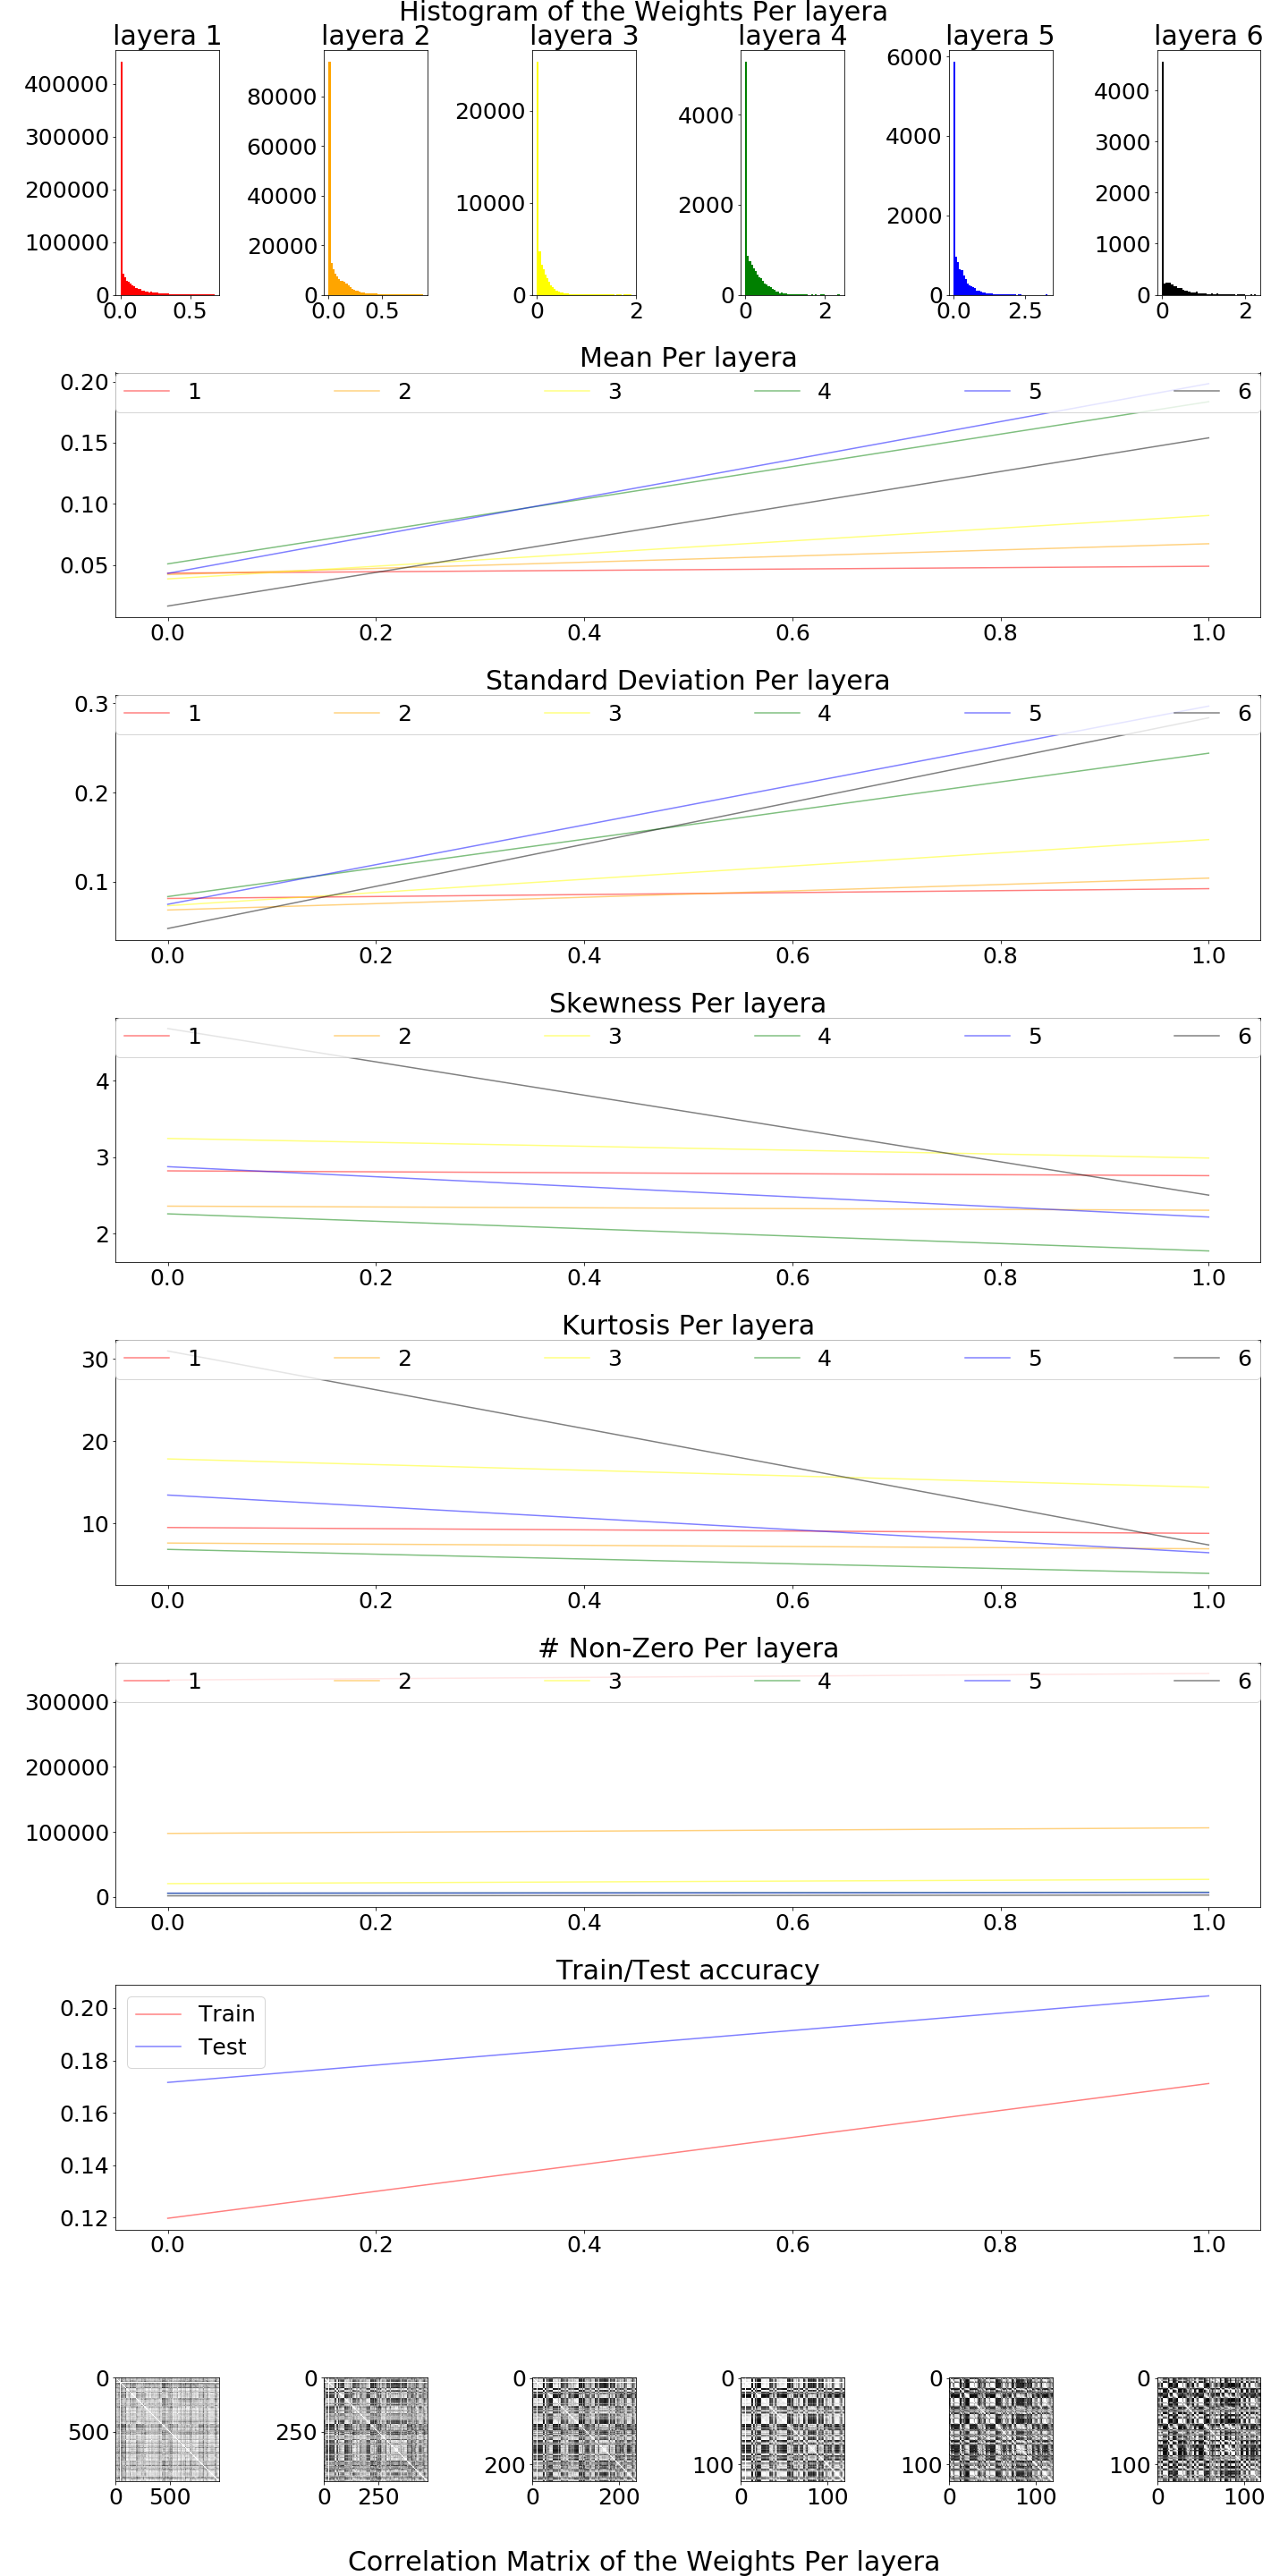 Histogram of the Weights Per layera
layera 1 layera 2 layera 3 layera 4 layera 5 layera 6
400000 300000 200000 100000 0
0.0 0.5
80000 60000 40000 20000 0
0.0 0.5
20000 10000 0
0 2
4000 2000 0
0 2
6000 4000 2000 0
0.0 2.5
4000 3000 2000 1000 0
0 2
Mean Per layera
1 2 3 4 5 6
0.20
0.15
0.10
0.05
0.0 0.2 0.4 0.6 0.8 1.0
Standard Deviation Per layera
1 2 3 4 5 6
0.3
0.2
0.1
0.0 0.2 0.4 0.6 0.8 1.0
Skewness Per layera
1 2 3 4 5 6
4
3
2
0.0 0.2 0.4 0.6 0.8 1.0
Kurtosis Per layera
1 2 3 4 5 6
30
20
10
0.0 0.2 0.4 0.6 0.8 1.0
# Non-Zero Per layera
1 2 3 4 5 6
300000
200000
100000
0
0.0 0.2 0.4 0.6 0.8 1.0
Train/Test accuracy
Train
Test
0.20
0.18
0.16
0.14
0.12
0.0 0.2 0.4 0.6 0.8 1.0
0 500
0 500
0 250
0 250
0 200
0 200
0 100
0 100
0 100
0 100
0 100
0 100
Correlation Matrix of the Weights Per layera